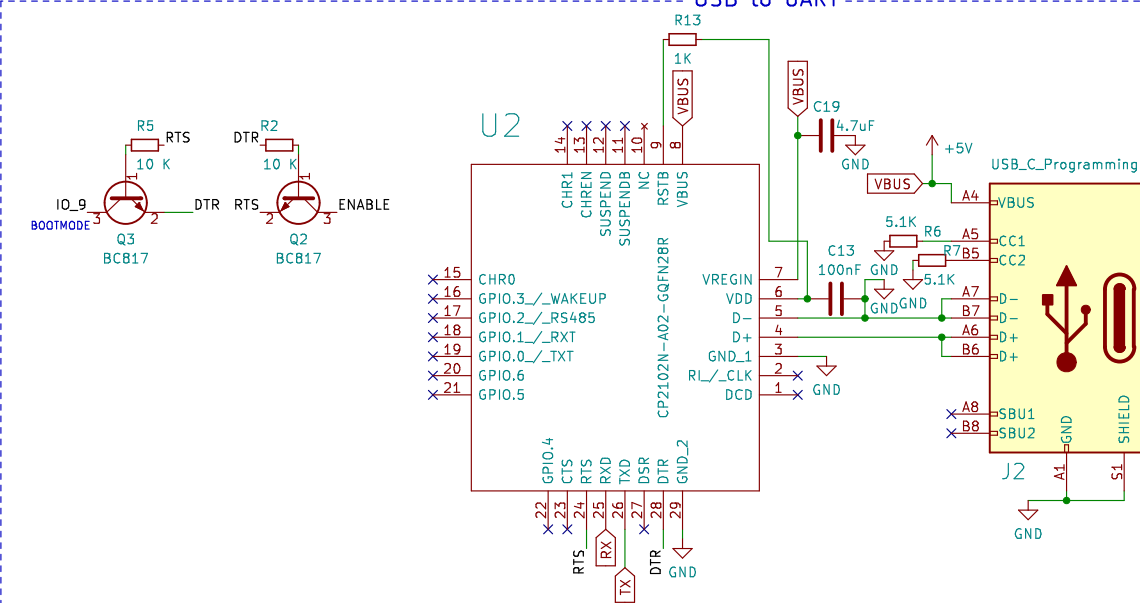 USB to UART
R13
1K
VBUS
VBUS
C19
4.7uF
GND
+5V
USB_C_Programming
R5
RTS
10 K
DTR
R2
10 K
IO_9
BOOTMODE
3
1
2
DTR
Q3
BC817
RTS
2
1
3
ENABLE
Q2
BC817
U2
14
13
12
11
10
9
8
CHR1
CHREN
SUSPEND
SUSPENDB
NC
RSTB
VBUS
CP2102N-A02-GQFN28R
15 CHR0
16 GPIO.3_/_WAKEUP
17 GPIO.2_/_RS485
18 GPIO.1_/_RXT
19 GPIO.0_/_TXT
20 GPIO.6
21 GPIO.5
VREGIN 7
VDD 6
D- 5
D+ 4
GND_1 3
RI_/_CLK 2
DCD 1
GPIO.4
CTS
RTS
RXD
TXD
DSR
DTR
GND_2
22
23
24
25
26
27
28
29
RTS
RX
TX
DTR
GND
C13
100nF
GND
GND
VBUS
5.1K
R6
GND
R7
5.1K
GND
A4 VBUS
A5 CC1
B5 CC2
A7 D-
B7 D-
A6 D+
B6 D+
A8 SBU1
B8 SBU2
GND
SHIELD
J2
A1
S1
GND